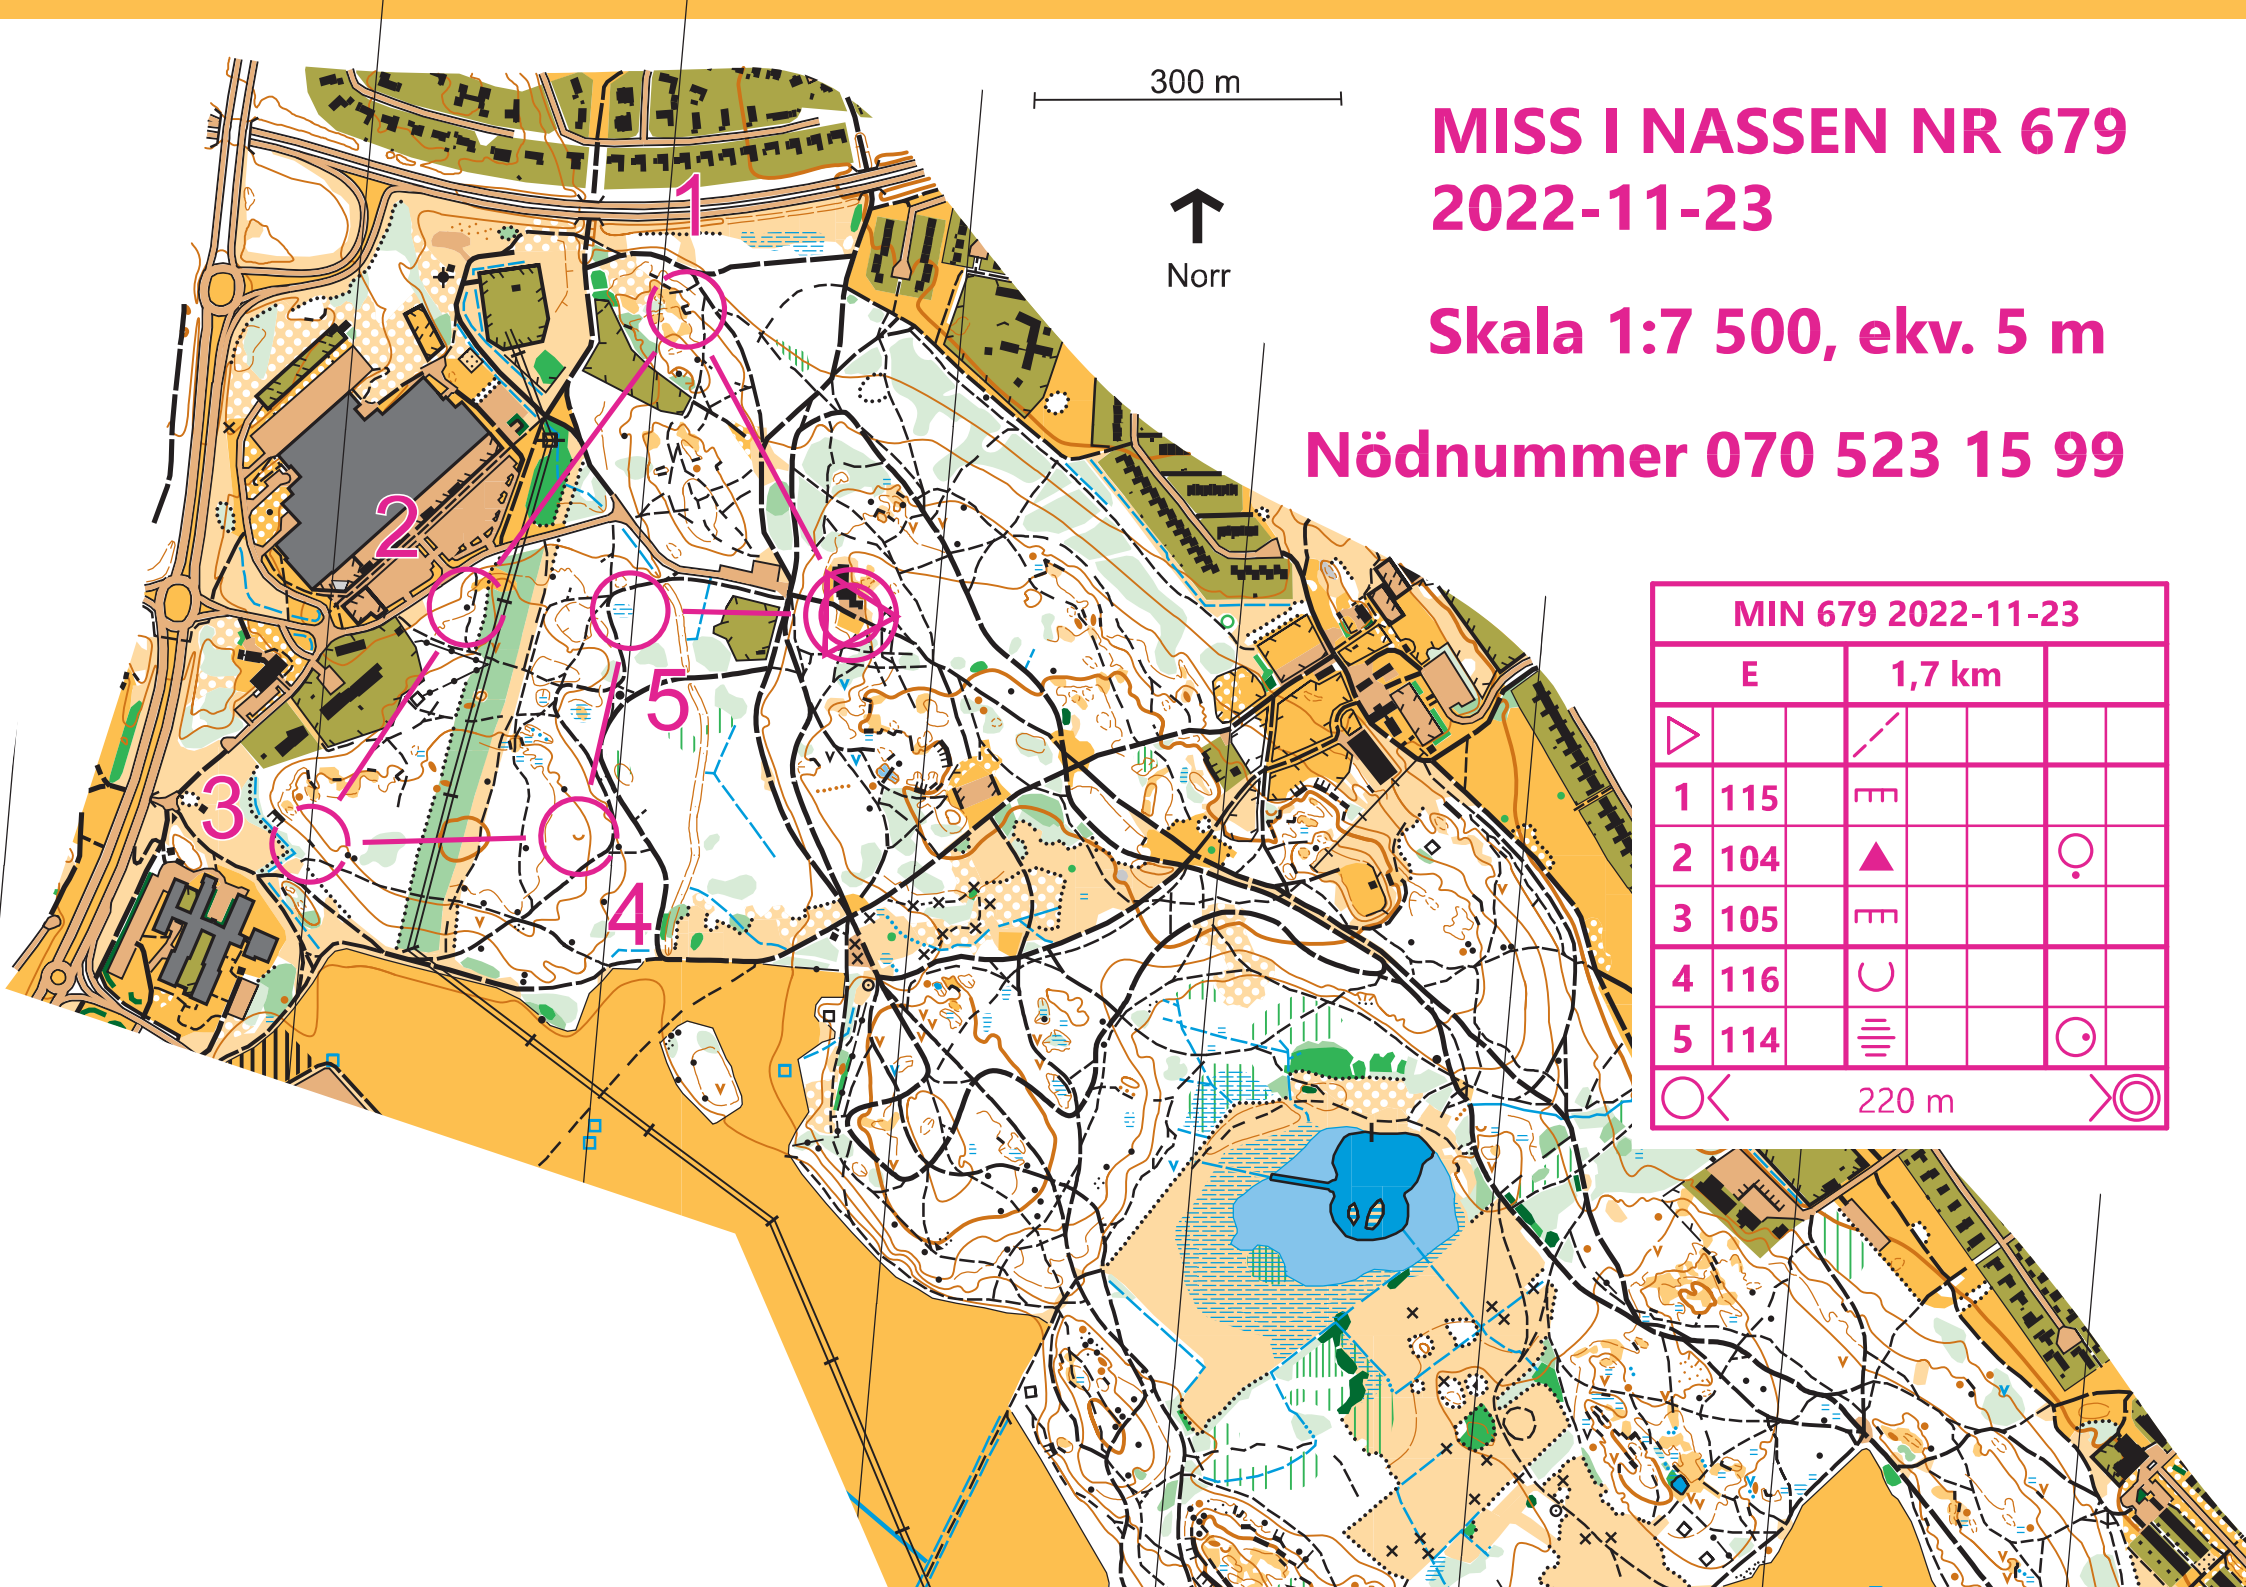 300 m
MISS I NASSEN NR 679
2022-11-23
Norr
Skala 1:7 500, ekv. 5 m
Nödnummer 070 523 15 99
1
2
3
4
5
MIN 679 2022-11-23
E 1,7 km
1 115
2 104
3 105
4 116
5 114
220 m